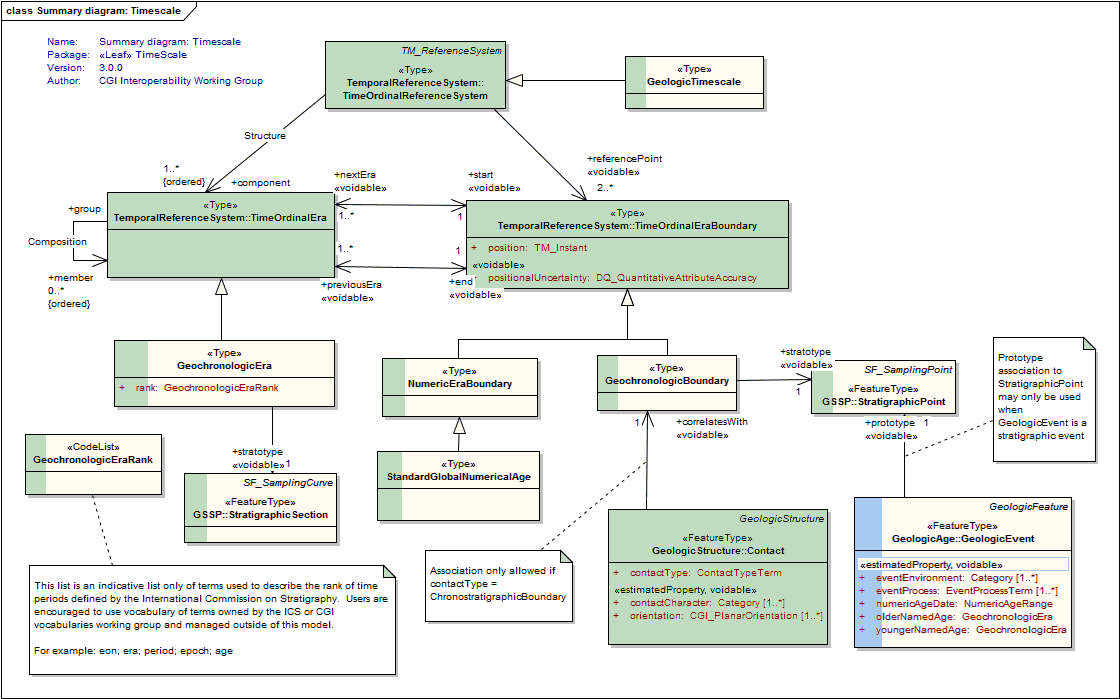 class Summary diagram: Timescale
Name: Summary diagram: Timescale
Package: «Leaf» TimeScale
Version: 3.0.0
Author: CGI Interoperability Working Group
TM_ReferenceSystem
«Type»
TemporalReferenceSystem::
TimeOrdinalReferenceSystem
«Type»
GeologicTimescale
Structure
1..*
{ordered}
+component
+referencePoint
«voidable»
2..*
+nextEra
«voidable»
1..*
+start
«voidable»
1
+group
Composition
+member
0..*
{ordered}
«Type»
TemporalReferenceSystem::TimeOrdinalEra
1..*
+previousEra
«voidable»
1
+end
«voidable»
«Type»
TemporalReferenceSystem::TimeOrdinalEraBoundary
+ position: TM_Instant
«voidable»
positionalUncertainty: DQ_QuantitativeAttributeAccuracy
«Type»
GeochronologicEra
+ rank: GeochronologicEraRank
«Type»
NumericEraBoundary
«Type»
GeochronologicBoundary
+stratotype
«voidable»
1
SF_SamplingPoint
«FeatureType»
GSSP::StratigraphicPoint
+prototype 1
«voidable»
Prototype
association to
StratigraphicPoint
may only be used
when
GeologicEvent is a
stratigraphic event
1
+correlatesWith
«voidable»
«CodeList»
GeochronologicEraRank
+stratotype
«voidable» 1
SF_SamplingCurve
«FeatureType»
GSSP::StratigraphicSection
«Type»
StandardGlobalNumericalAge
GeologicStructure
«FeatureType»
GeologicStructure::Contact
+ contactType: ContactTypeTerm
«estimatedProperty, voidable»
+ contactCharacter: Category [1..*]
+ orientation: CGI_PlanarOrientation [1..*]
GeologicFeature
«FeatureType»
GeologicAge::GeologicEvent
«estimatedProperty, voidable»
+ eventEnvironment: Category [1..*]
+ eventProcess: EventProcessTerm [1..*]
+ numericAgeDate: NumericAgeRange
+ olderNamedAge: GeochronologicEra
+ youngerNamedAge: GeochronologicEra
Association only allowed if
contactType =
ChronostratigraphicBoundary
This list is an indicative list only of terms used to describe the rank of time
periods defined by the International Commission on Stratigraphy. Users are
encouraged to use vocabulary of terms owned by the ICS or CGI
vocabularies working group and managed outside of this model.
For example: eon; era; period; epoch; age